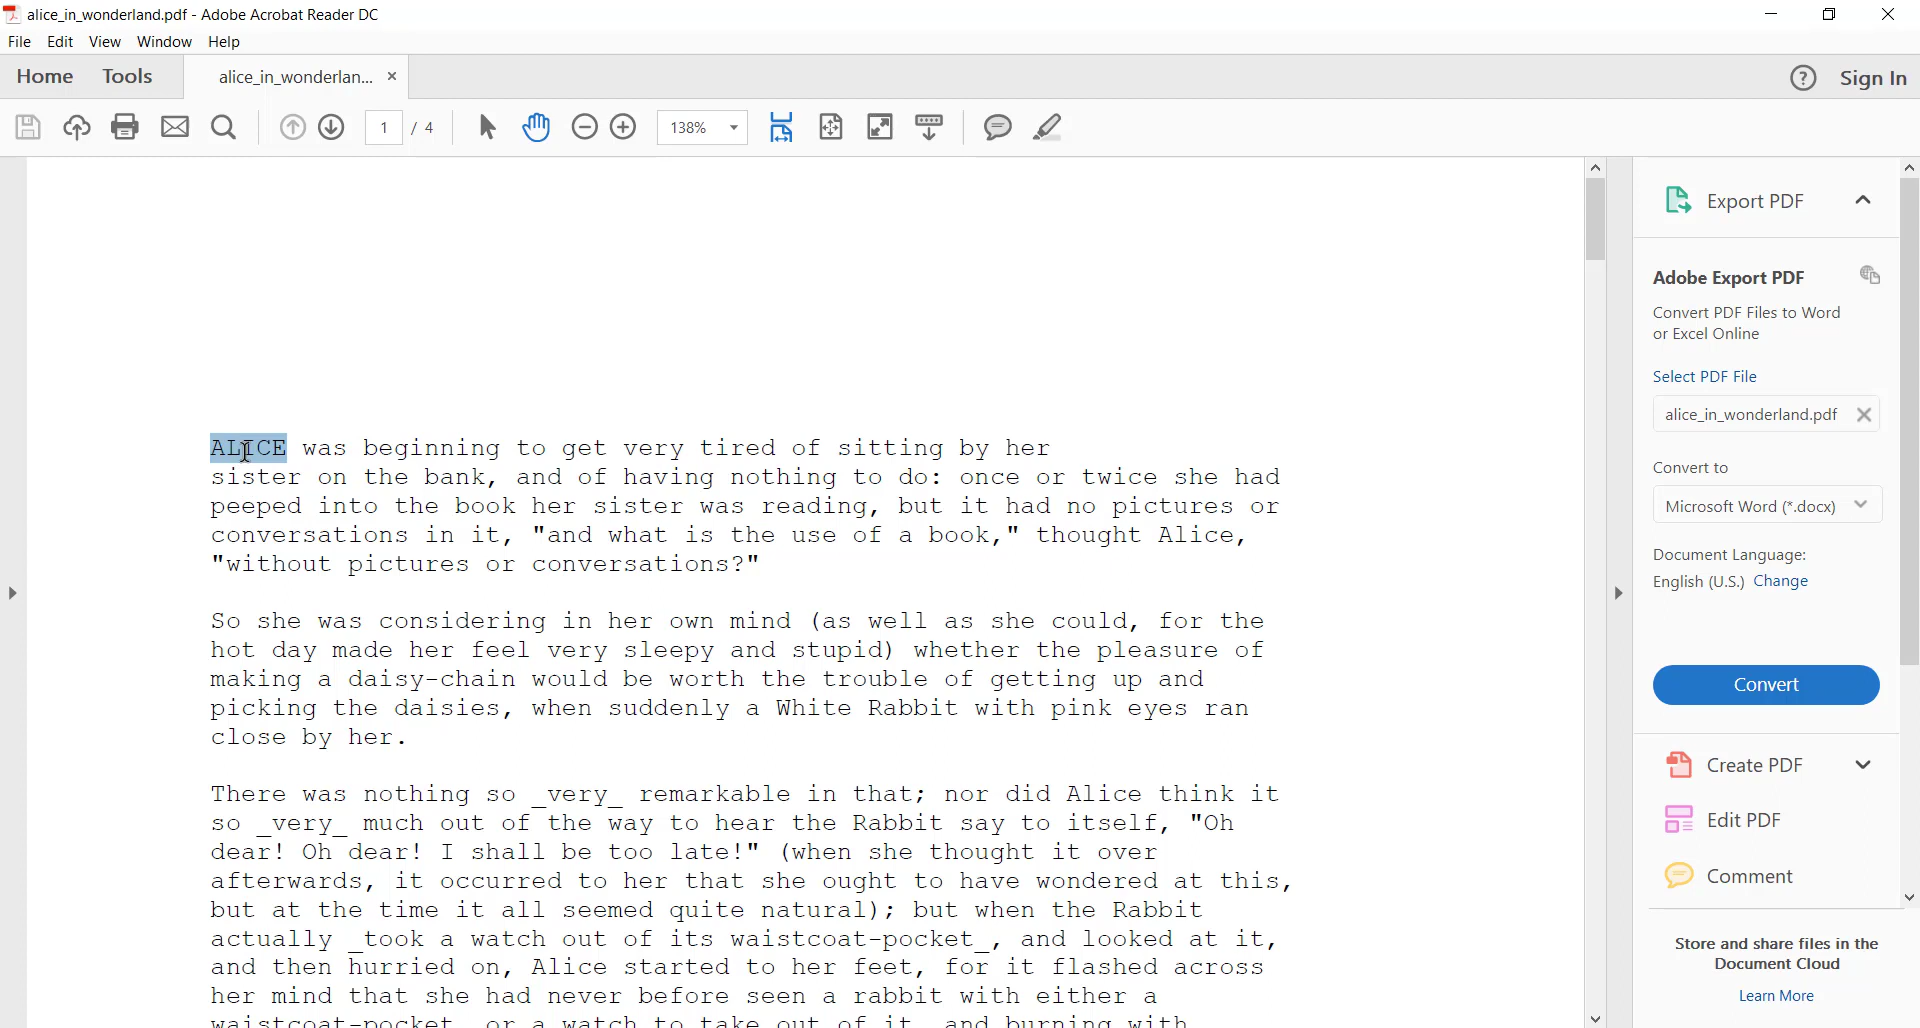 alice_in_wonderland.pdf - Adobe Acrobat Reader DC
File Edit View Window Help
Home Tools alice_in_wonderlan... × Sign In
1 / 4 138%
Export PDF
Adobe Export PDF
Convert PDF Files to Word
or Excel Online
Select PDF File
alice_in_wonderland.pdf
Convert to
Microsoft Word (*.docx)
Document Language:
English (U.S.) Change
Convert
Create PDF
Edit PDF
Comment
Store and share files in the
Document Cloud
Learn More
ALICE was beginning to get very tired of sitting by her
sister on the bank, and of having nothing to do: once or twice she had
peeped into the book her sister was reading, but it had no pictures or
conversations in it, "and what is the use of a book," thought Alice,
"without pictures or conversations?"
So she was considering in her own mind (as well as she could, for the
hot day made her feel very sleepy and stupid) whether the pleasure of
making a daisy-chain would be worth the trouble of getting up and
picking the daisies, when suddenly a White Rabbit with pink eyes ran
close by her.
There was nothing so _very_ remarkable in that; nor did Alice think it
so _very_ much out of the way to hear the Rabbit say to itself, "Oh
dear! Oh dear! I shall be too late!" (when she thought it over
afterwards, it occurred to her that she ought to have wondered at this,
but at the time it all seemed quite natural); but when the Rabbit
actually _took a watch out of its waistcoat-pocket_, and looked at it,
and then hurried on, Alice started to her feet, for it flashed across
her mind that she had never before seen a rabbit with either a
waistcoat-pocket, or a watch to take out of it, and burning with